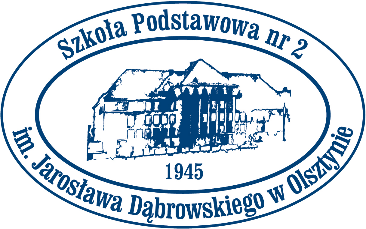 Szkoła Podstawowa nr 2
1945
im. Jarosława Dąbrowskiego w Olsztynie